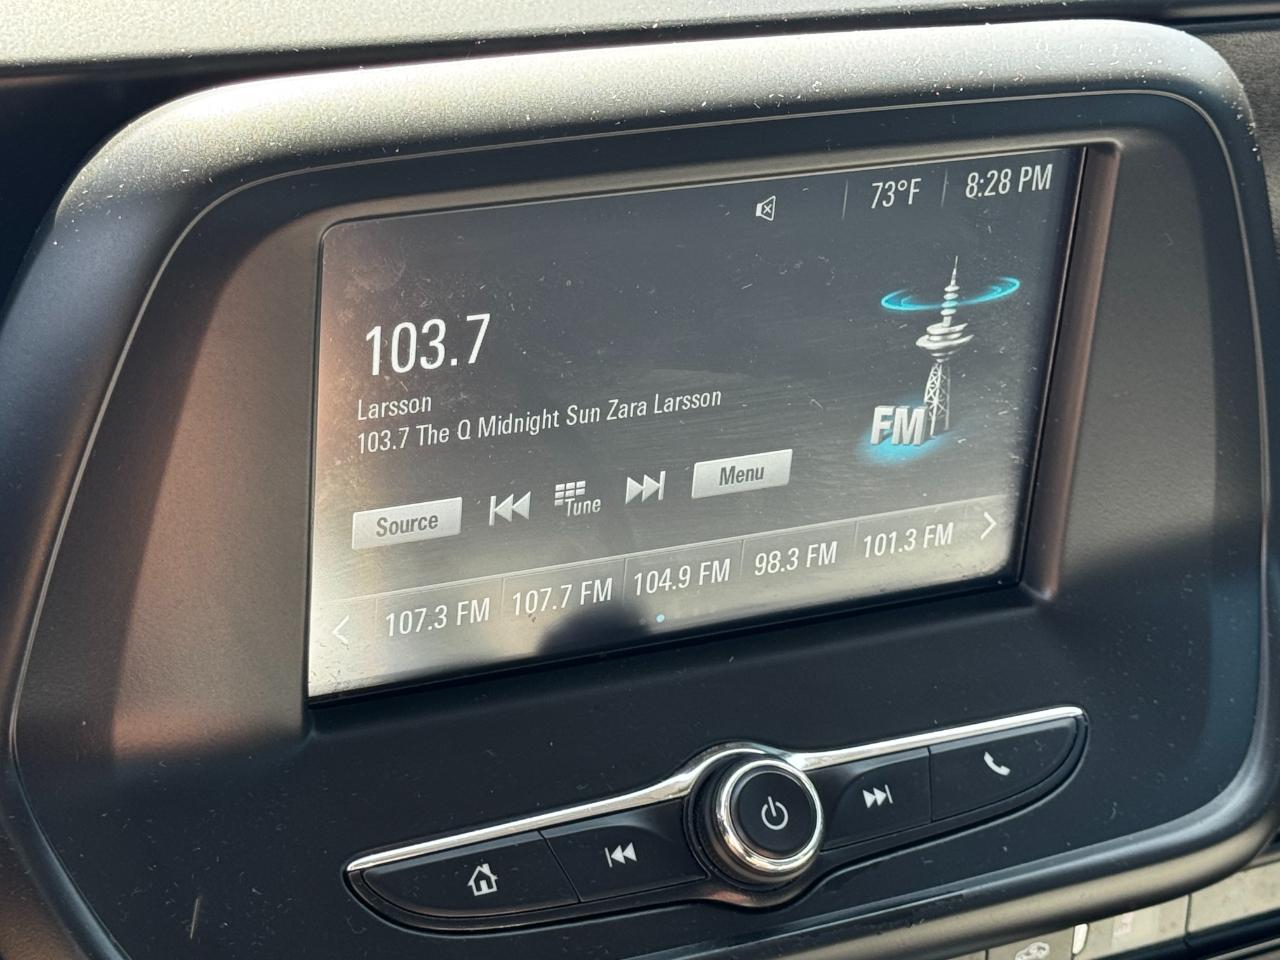 73°F 8:28 PM
103.7
Larsson
103.7 The Q Midnight Sun Zara Larsson
FM
Source Tune Menu
107.3 FM 107.7 FM 104.9 FM 98.3 FM 101.3 FM